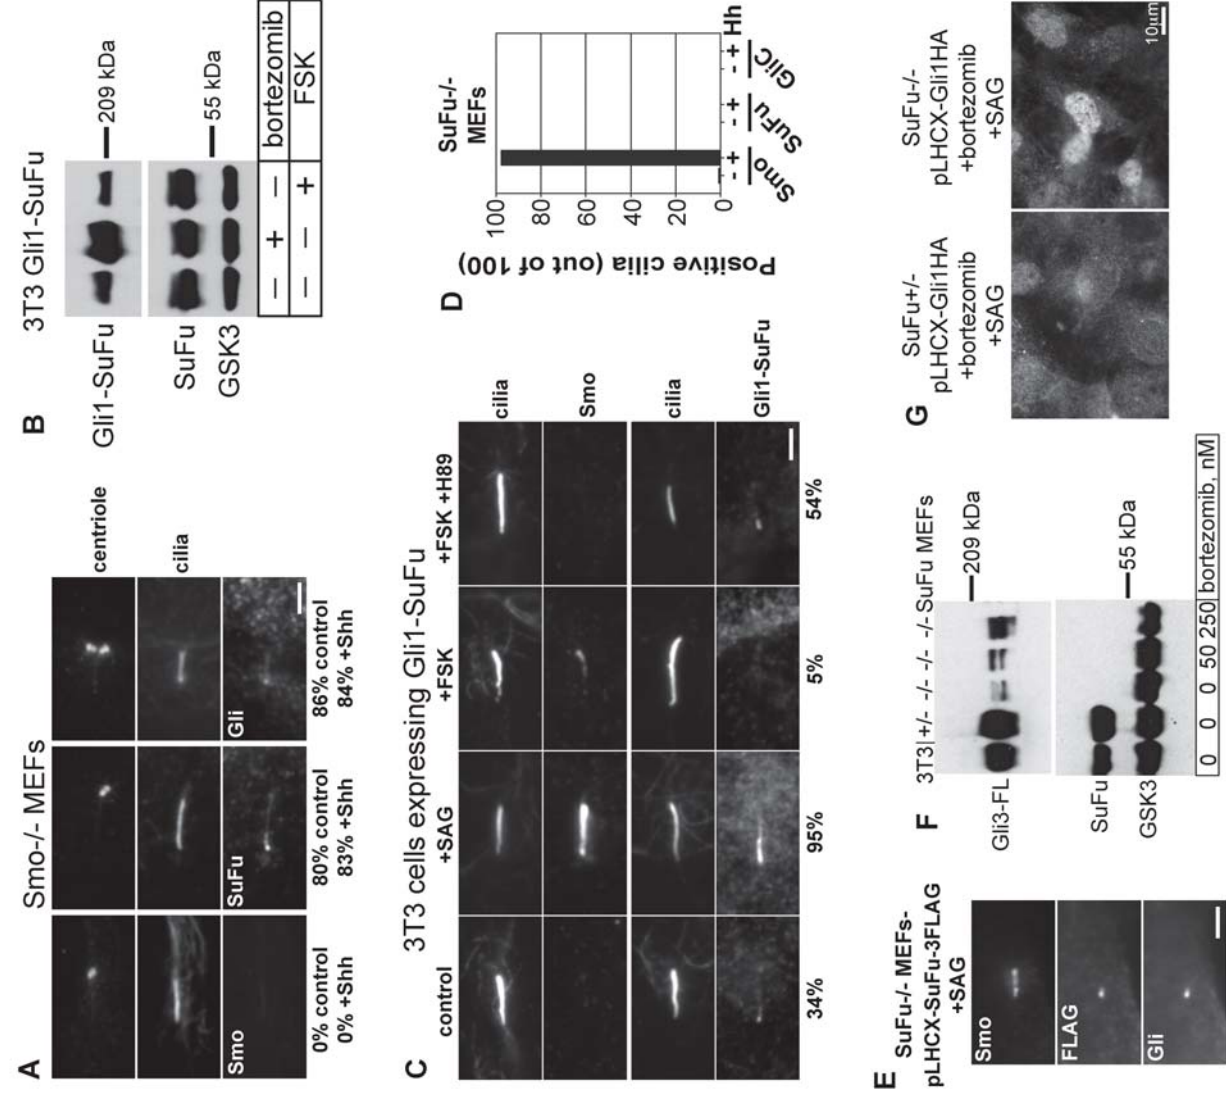 A
Smo-/- MEFs
centriole
cilia
Smo
SuFu
Gli
0% control
0% +Shh
80% control
83% +Shh
86% control
84% +Shh
B
3T3 Gli1-SuFu
Gli1-SuFu
209 kDa
SuFu
GSK3
55 kDa
– + – bortezomib
– – + FSK
C
3T3 cells expressing Gli1-SuFu
control
+SAG
+FSK
+FSK +H89
cilia
Smo
cilia
Gli1-SuFu
34%
95%
5%
54%
D
SuFu-/-
MEFs
Positive cilia (out of 100)
100
80
60
40
20
0
- + - + - + Hh
Smo SuFu GliC
E
SuFu-/- MEFs-
pLHCX-SuFu-3FLAG
+SAG
Smo
FLAG
Gli
F
3T3|+/- -/- -/- -/- SuFu MEFs
Gli3-FL
209 kDa
SuFu
GSK3
55 kDa
0 0 0 50 250 bortezomib, nM
G
SuFu+/-
pLHCX-Gli1HA
+bortezomib
+SAG
SuFu-/-
pLHCX-Gli1HA
+bortezomib
+SAG
10µm